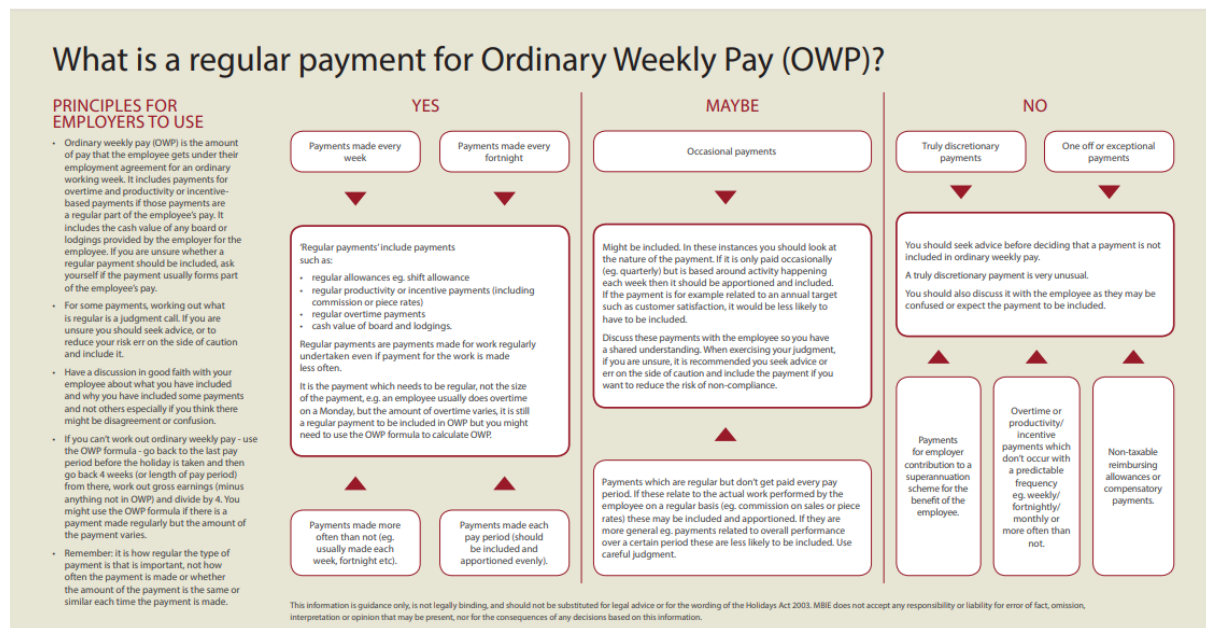 What is a regular payment for Ordinary Weekly Pay (OWP)?
PRINCIPLES FOR
EMPLOYERS TO USE
• Ordinary weekly pay (OWP) is the amount
of pay that the employee gets under their
employment agreement for an ordinary
working week. It includes payments for
overtime and productivity or incentive-
based payments if those payments are
a regular part of the employee's pay. It
includes the cash value of any board or
lodgings provided by the employer for the
employee. If you are unsure whether a
regular payment should be included, ask
yourself if the payment usually forms part
of the employee's pay.
• For some payments, working out what
is regular is a judgment call. If you are
unsure you should seek advice, or to
reduce your risk err on the side of caution
and include it.
• Have a discussion in good faith with your
employee about what you have included
and why you have included some payments
and not others especially if you think there
might be disagreement or confusion.
• If you can't work out ordinary weekly pay - use
the OWP formula - go back to the last pay
period before the holiday is taken and then
go back 4 weeks (or length of pay period)
from there, work out gross earnings (minus
anything not in OWP) and divide by 4. You
might use the OWP formula if there is a
payment made regularly but the amount of
the payment varies.
• Remember: it is how regular the type of
payment is that is important, not how
often the payment is made or whether
the amount of the payment is the same or
similar each time the payment is made.
YES
Payments made every
week
Payments made every
fortnight
'Regular payments' include payments
such as:
• regular allowances eg. shift allowance
• regular productivity or incentive payments (including
commission or piece rates)
• regular overtime payments
• cash value of board and lodgings.
Regular payments are payments made for work regularly
undertaken even if payment for the work is made
less often.
It is the payment which needs to be regular, not the size
of the payment, e.g. an employee usually does overtime
on a Monday, but the amount of overtime varies, it is still
a regular payment to be included in OWP but you might
need to use the OWP formula to calculate OWP.
Payments made more
often than not (eg.
usually made each
week, fortnight etc).
Payments made each
pay period (should
be included and
apportioned evenly).
MAYBE
Occasional payments
Might be included. In these instances you should look at
the nature of the payment. If it is only paid occasionally
(eg. quarterly) but is based around activity happening
each week then it should be apportioned and included.
If the payment is for example related to an annual target
such as customer satisfaction, it would be less likely to
have to be included.
Discuss these payments with the employee so you have
a shared understanding. When exercising your judgment,
if you are unsure, it is recommended you seek advice or
err on the side of caution and include the payment if you
want to reduce the risk of non-compliance.
Payments which are regular but don't get paid every pay
period. If these relate to the actual work performed by the
employee on a regular basis (eg. commission on sales or piece
rates) these may be included and apportioned. If they are
more general eg. payments related to overall performance
over a certain period these are less likely to be included. Use
careful judgment.
NO
Truly discretionary
payments
One off or exceptional
payments
You should seek advice before deciding that a payment is not
included in ordinary weekly pay.
A truly discretionary payment is very unusual.
You should also discuss it with the employee as they may be
confused or expect the payment to be included.
Payments
for employer
contribution to a
superannuation
scheme for the
benefit of the
employee.
Overtime or
productivity/
incentive
payments which
don't occur with
a predictable
frequency
eg. weekly/
fortnightly/
monthly or
more often than
not.
Non-taxable
reimbursing
allowances or
compensatory
payments.
This information is guidance only, is not legally binding, and should not be substituted for legal advice or for the wording of the Holidays Act 2003. MBIE does not accept any responsibility or liability for error of fact, omission,
interpretation or opinion that may be present, nor for the consequences of any decisions based on this information.